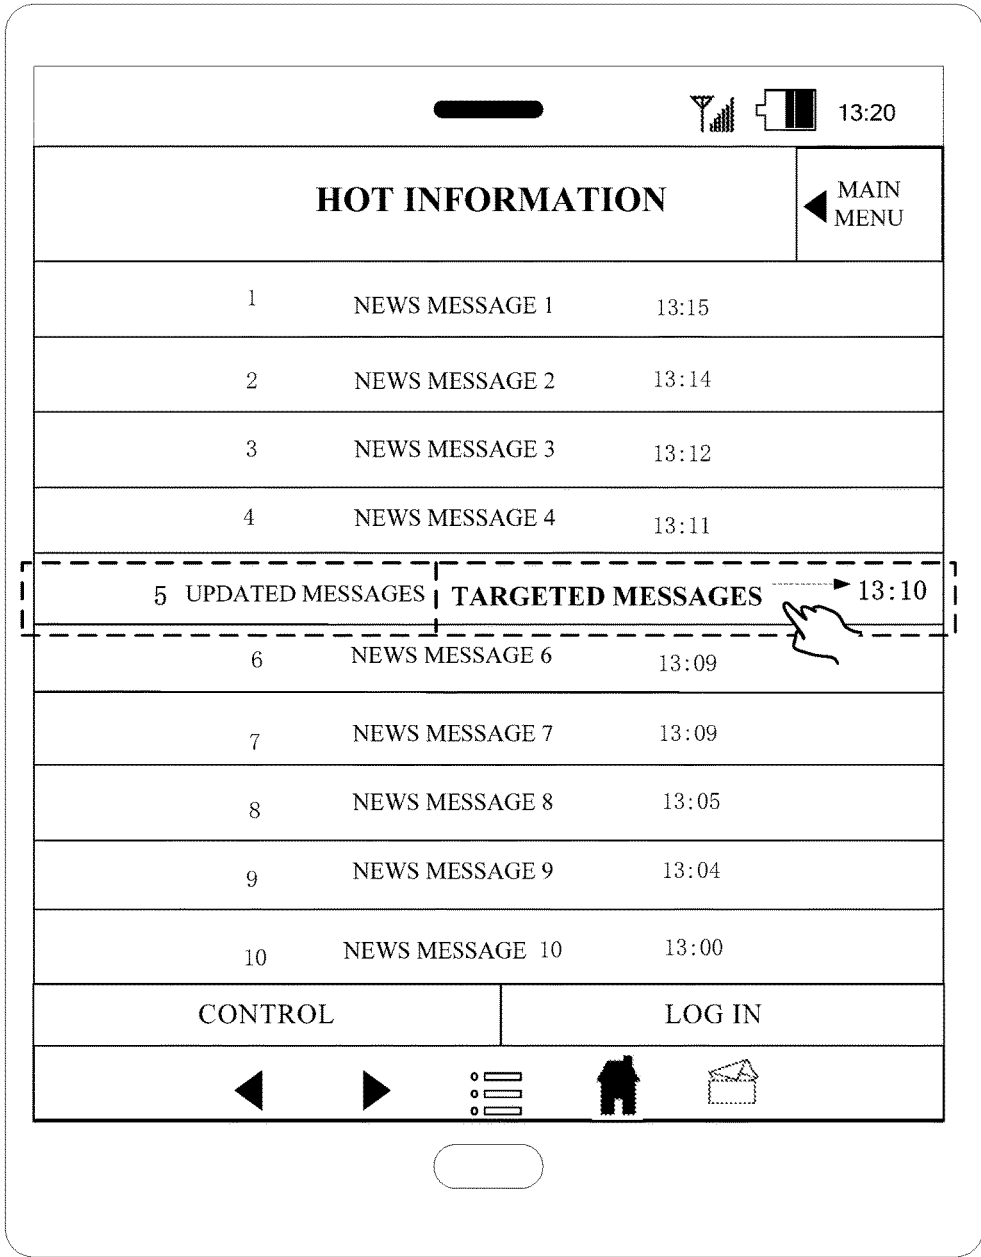 13:20
HOT INFORMATION
MAIN
MENU
1 NEWS MESSAGE 1 13:15
2 NEWS MESSAGE 2 13:14
3 NEWS MESSAGE 3 13:12
4 NEWS MESSAGE 4 13:11
5 UPDATED MESSAGES TARGETED MESSAGES 13:10
6 NEWS MESSAGE 6 13:09
7 NEWS MESSAGE 7 13:09
8 NEWS MESSAGE 8 13:05
9 NEWS MESSAGE 9 13:04
10 NEWS MESSAGE 10 13:00
CONTROL LOG IN